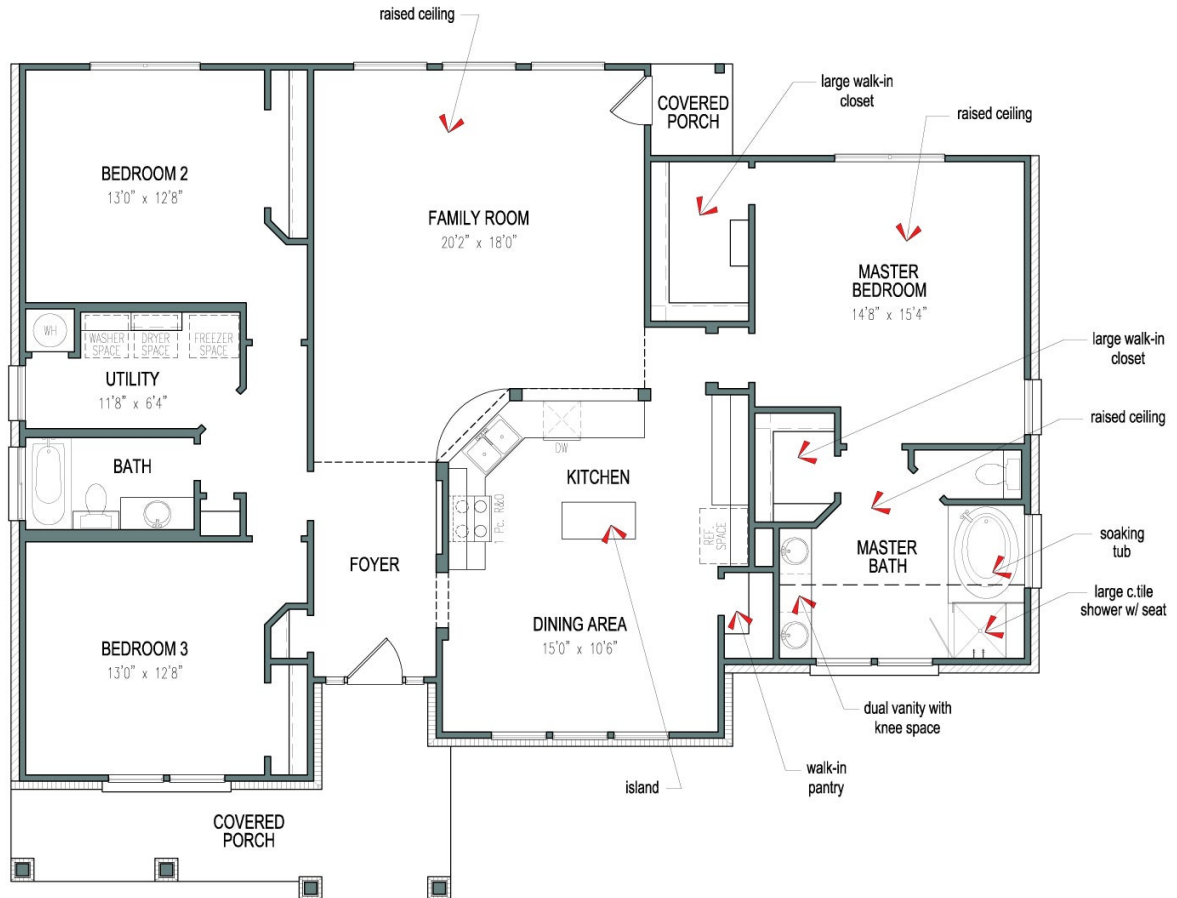 raised ceiling
large walk-in
closet
COVERED
PORCH
raised ceiling
BEDROOM 2
13'0" x 12'8"
FAMILY ROOM
20'2" x 18'0"
MASTER
BEDROOM
14'8" x 15'4"
WH
WASHER
SPACE
DRYER
SPACE
FREEZER
SPACE
large walk-in
closet
UTILITY
11'8" x 6'4"
raised ceiling
BATH
DW
KITCHEN
1 Pc. R&O
REF.
SPACE
soaking
tub
MASTER
BATH
FOYER
large c.tile
shower w/ seat
DINING AREA
15'0" x 10'6"
BEDROOM 3
13'0" x 12'8"
dual vanity with
knee space
walk-in
pantry
island
COVERED
PORCH